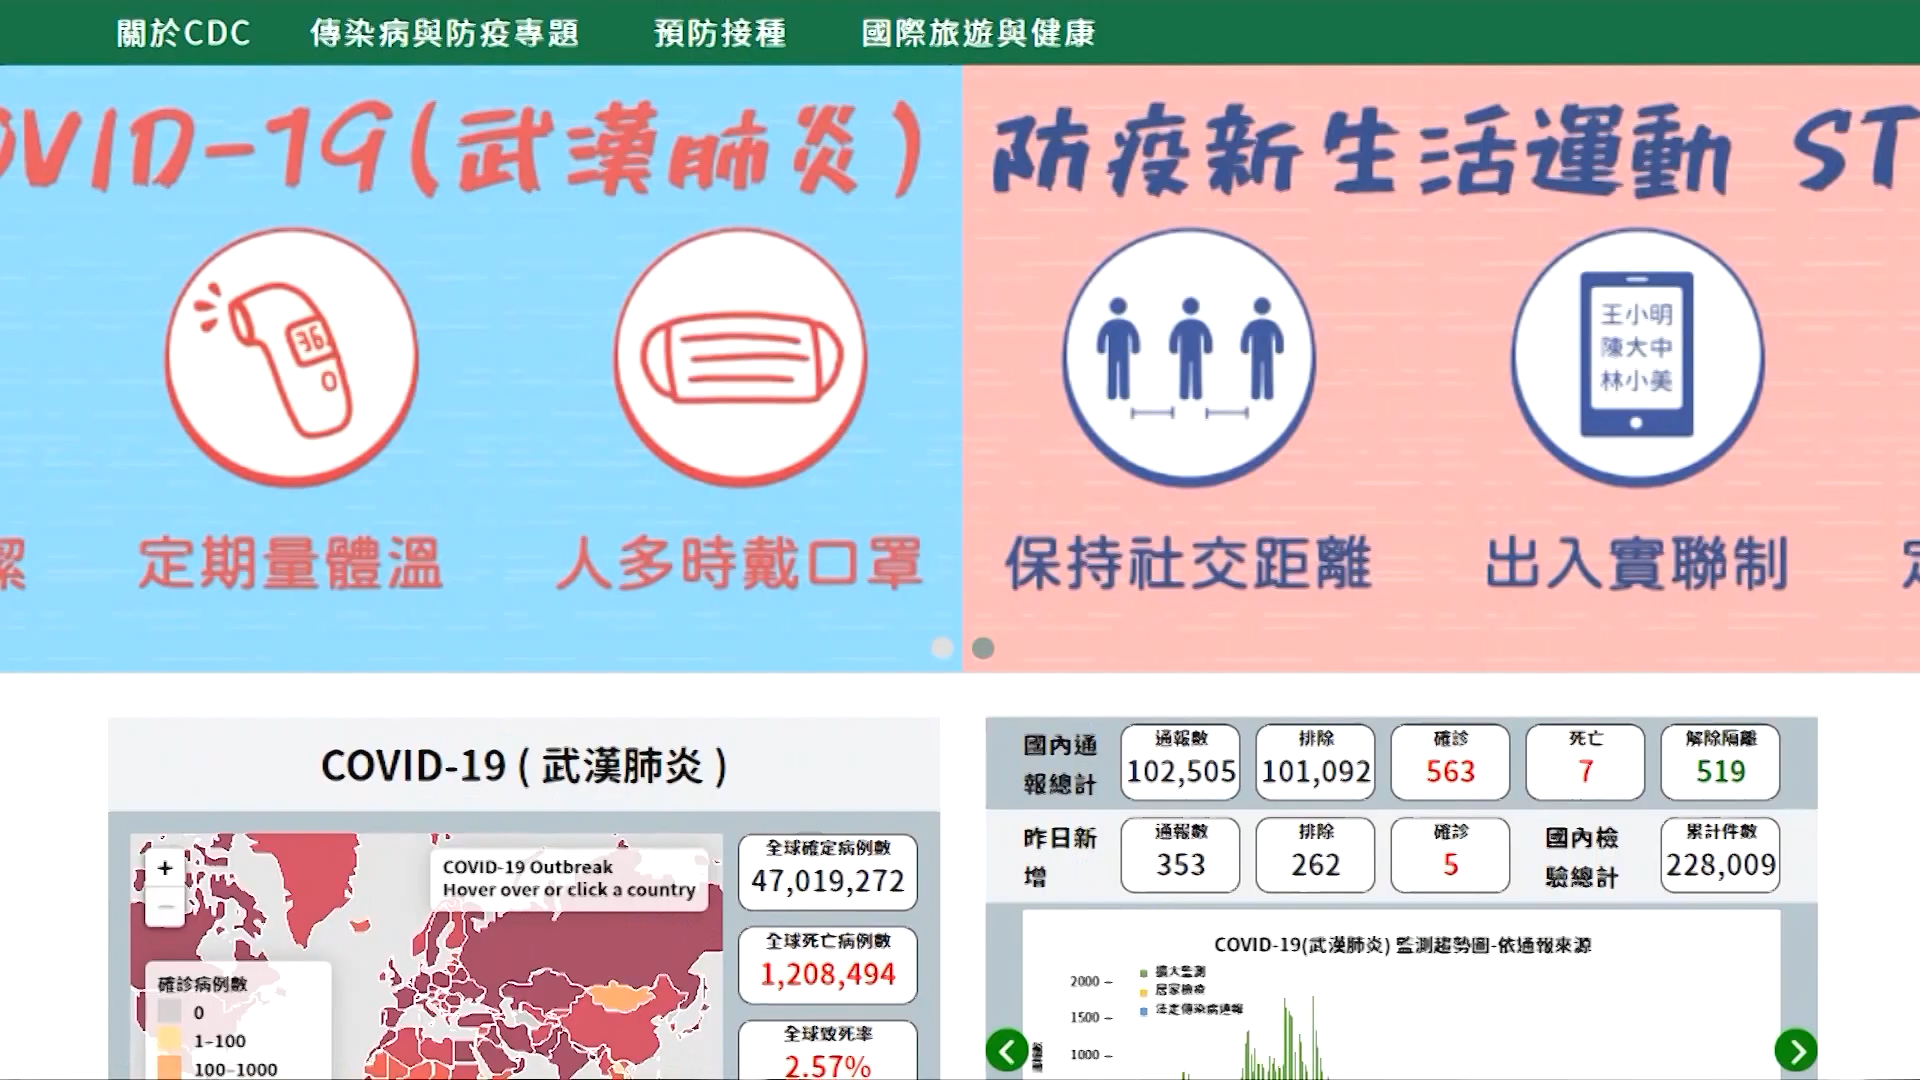 關於CDC 傳染病與防疫專題 預防接種 國際旅遊與健康
OVID-19(武漢肺炎)
防疫新生活運動 ST
36
王小明
陳大中
林小美
潔 定期量體溫 人多時戴口罩
保持社交距離 出入實聯制
COVID-19 ( 武漢肺炎 )
+
−
COVID-19 Outbreak
Hover over or click a country
確診病例數
0
1–100
100–1000
全球確定病例數
47,019,272
全球死亡病例數
1,208,494
全球致死率
2.57%
國內通報總計
通報數
102,505
排除
101,092
確診
563
死亡
7
解除隔離
519
昨日新增
通報數
353
排除
262
確診
5
國內檢驗總計
累計件數
228,009
COVID-19(武漢肺炎) 監測趨勢圖-依通報來源
擴大監測
居家檢疫
法定傳染病通報
2000
1500
1000